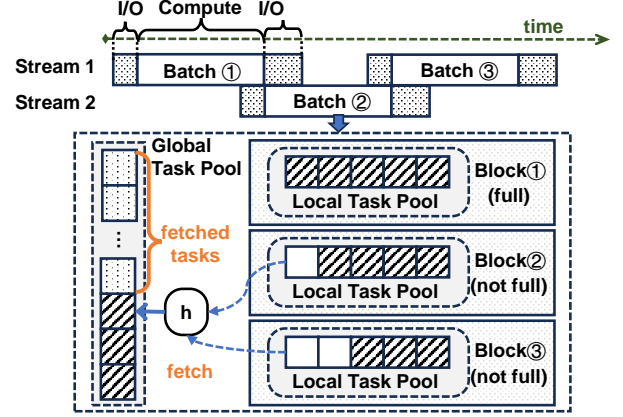 I/O Compute I/O
time
Stream 1 Batch ① Batch ③
Stream 2 Batch ②
Global
Task Pool
Block①
(full)
Local Task Pool
fetched
tasks
Block②
(not full)
Local Task Pool
h
Block③
(not full)
fetch
Local Task Pool